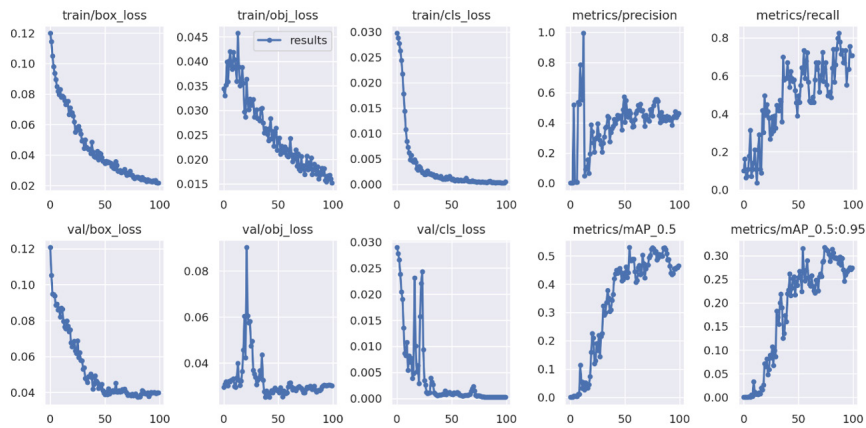 train/box_loss
train/obj_loss
train/cls_loss
metrics/precision
metrics/recall
0.12
0.10
0.08
0.06
0.04
0.02
0 50 100
results
0.045
0.040
0.035
0.030
0.025
0.020
0.015
0 50 100
0.030
0.025
0.020
0.015
0.010
0.005
0.000
0 50 100
1.0
0.8
0.6
0.4
0.2
0.0
0 50 100
0.8
0.6
0.4
0.2
0.0
0 50 100
val/box_loss
val/obj_loss
val/cls_loss
metrics/mAP_0.5
metrics/mAP_0.5:0.95
0.12
0.10
0.08
0.06
0.04
0 50 100
0.08
0.06
0.04
0 50 100
0.030
0.025
0.020
0.015
0.010
0.005
0.000
0 50 100
0.5
0.4
0.3
0.2
0.1
0.0
0 50 100
0.30
0.25
0.20
0.15
0.10
0.05
0.00
0 50 100